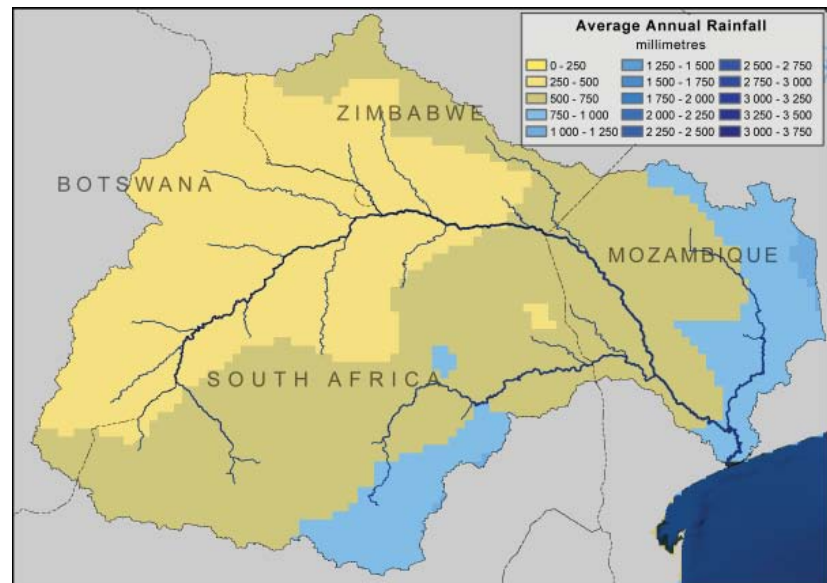 Average Annual Rainfall
millimetres
0 - 250
250 - 500
500 - 750
750 - 1 000
1 000 - 1 250
1 250 - 1 500
1 500 - 1 750
1 750 - 2 000
2 000 - 2 250
2 250 - 2 500
2 500 - 2 750
2 750 - 3 000
3 000 - 3 250
3 250 - 3 500
3 000 - 3 750
ZIMBABWE
BOTSWANA
MOZAMBIQUE
SOUTH AFRICA